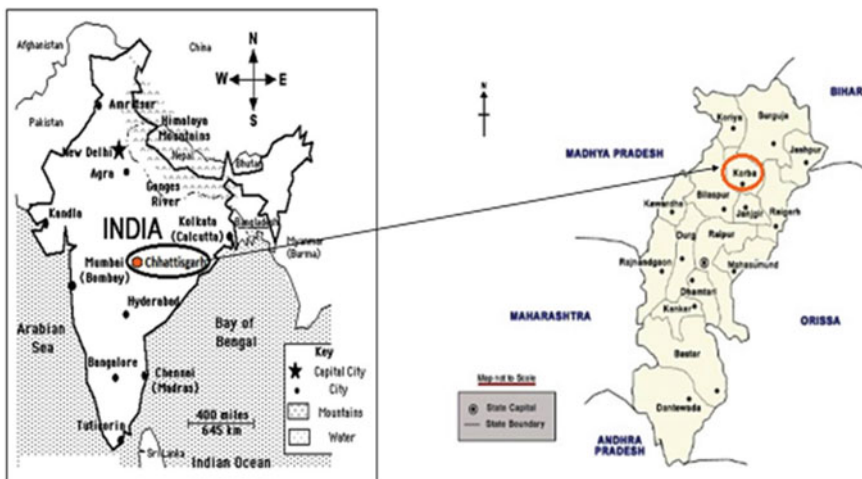 Afghanistan
China
N
W
E
S
Amritsar
Pakistan
Himalaya
Mountains
New Delhi
Nepal
Bhutan
Agra
Ganges
River
Kandla
INDIA
Kolkata
(Calcutta)
Bangladesh
Myanmar
(Burma)
Mumbai
(Bombay)
Chhattisgarh
Hyderabad
Arabian
Sea
Bay of
Bengal
Bangalore
Chennai
(Madras)
Key
Capital City
City
Mountains
Water
Tuticorin
400 miles
645 km
Sri Lanka
Indian Ocean
N
BIHAR
Koriya
Surguja
MADHYA PRADESH
Jashpur
Korba
Bilaspur
Kawardha
Janjgir
Raigarh
Durg
Raipur
Rajnandgaon
Mahasumund
Dhamtari
MAHARASHTRA
Kanker
ORISSA
Bastar
Map not to Scale
State Capital
State Boundary
Dantewada
ANDHRA
PRADESH